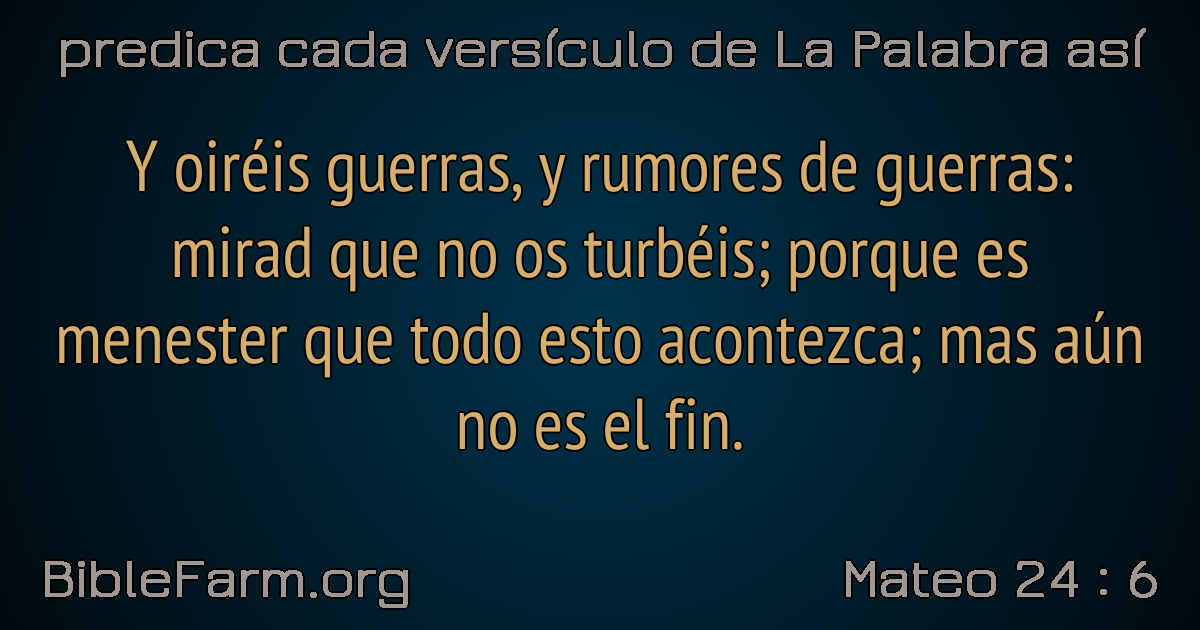 predica cada versículo de La Palabra así
Y oiréis guerras, y rumores de guerras:
mirad que no os turbéis; porque es
menester que todo esto acontezca; mas aún
no es el fin.
BibleFarm.org
Mateo 24 : 6